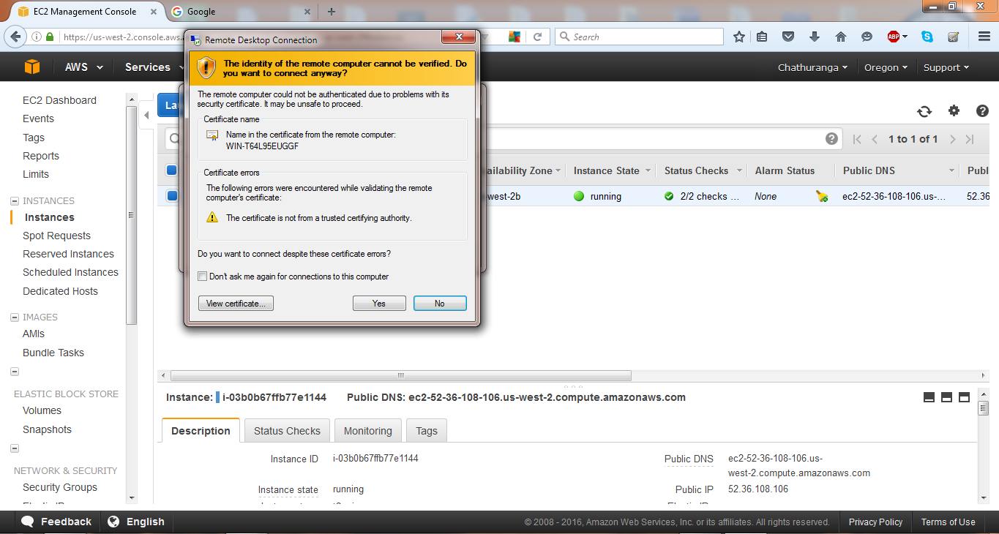 EC2 Management Console
Google
https://us-west-2.console.aws.
Search
ABP
AWS
Services
Chathuranga
Oregon
Support
Remote Desktop Connection
The identity of the remote computer cannot be verified. Do
you want to connect anyway?
The remote computer could not be authenticated due to problems with its
security certificate. It may be unsafe to proceed.
Certificate name
Name in the certificate from the remote computer:
WIN-T64L95EUGGF
Certificate errors
The following errors were encountered while validating the remote
computer's certificate:
The certificate is not from a trusted certifying authority.
Do you want to connect despite these certificate errors?
Don't ask me again for connections to this computer
View certificate...
Yes
No
EC2 Dashboard
Events
Tags
Reports
Limits
INSTANCES
Instances
Spot Requests
Reserved Instances
Scheduled Instances
Dedicated Hosts
IMAGES
AMIs
Bundle Tasks
ELASTIC BLOCK STORE
Volumes
Snapshots
NETWORK & SECURITY
Security Groups
La
1 to 1 of 1
ailability Zone
Instance State
Status Checks
Alarm Status
Public DNS
Publ
-west-2b
running
2/2 checks ...
None
ec2-52-36-108-106.us-...
52.36
Instance: i-03b0b67ffb77e1144 Public DNS: ec2-52-36-108-106.us-west-2.compute.amazonaws.com
Description
Status Checks
Monitoring
Tags
Instance ID i-03b0b67ffb77e1144
Public DNS ec2-52-36-108-106.us-
west-2.compute.amazonaws.com
Instance state running
Public IP 52.36.108.106
Feedback
English
© 2008 - 2016, Amazon Web Services, Inc. or its affiliates. All rights reserved.
Privacy Policy
Terms of Use